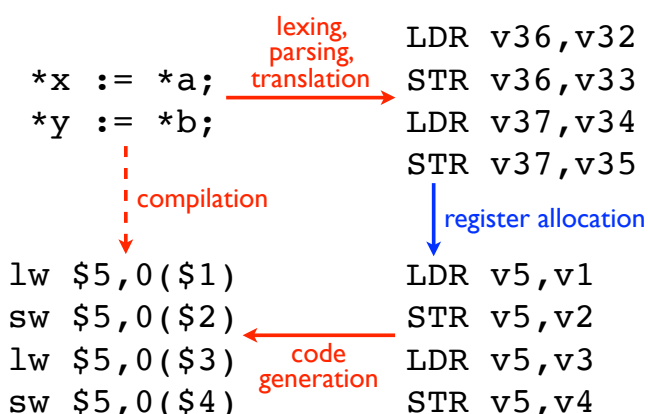 *x := *a;
*y := *b;
lexing,
parsing,
translation
LDR v36,v32
STR v36,v33
LDR v37,v34
STR v37,v35
compilation
register allocation
lw $5,0($1)
sw $5,0($2)
lw $5,0($3)
sw $5,0($4)
code
generation
LDR v5,v1
STR v5,v2
LDR v5,v3
STR v5,v4